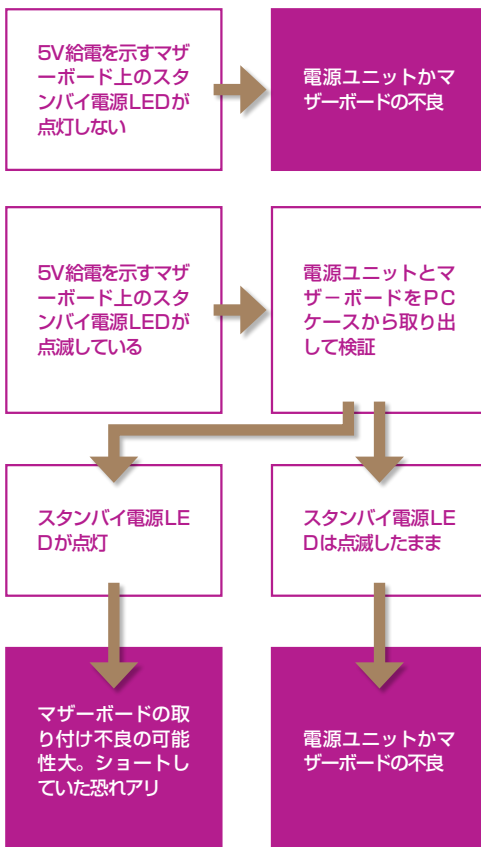 5V給電を示すマザ
ーボード上のスタ
ンバイ電源LEDが
点灯しない
電源ユニットかマ
ザーボードの不良
5V給電を示すマザ
ーボード上のスタ
ンバイ電源LEDが
点滅している
電源ユニットとマ
ザ−ボードをPC
ケースから取り出
して検証
スタンバイ電源LE
Dが点灯
スタンバイ電源LE
Dは点滅したまま
マザーボードの取
り付け不良の可能
性大。ショートし
ていた恐れアリ
電源ユニットかマ
ザーボードの不良